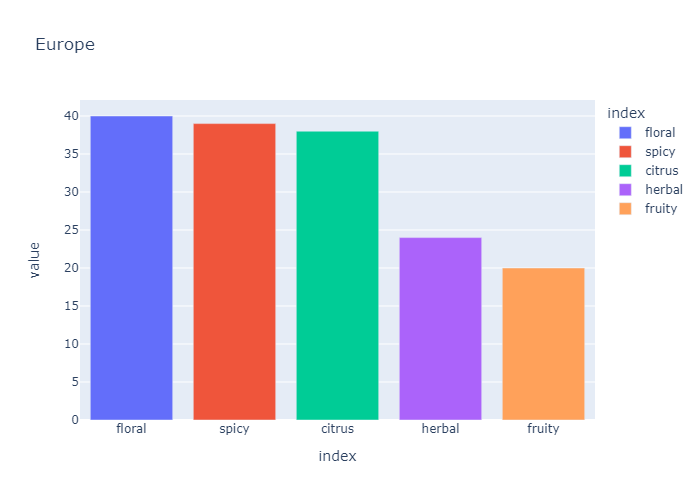 Europe
40
35
30
25
20
15
10
5
0
value
floral spicy citrus herbal fruity
index
index
floral
spicy
citrus
herbal
fruity